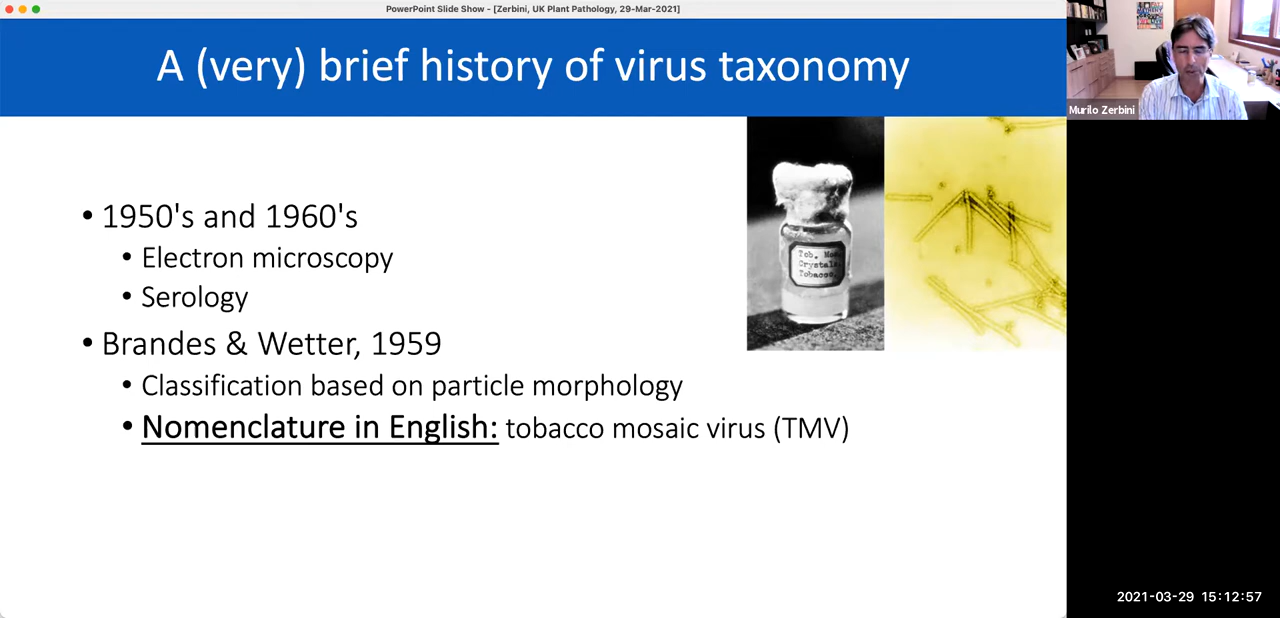 PowerPoint Slide Show - [Zerbini, UK Plant Pathology, 29-Mar-2021]
A (very) brief history of virus taxonomy
Murilo Zerbini
• 1950's and 1960's
• Electron microscopy
• Serology
Tob. Mos.
Crystals.
Tobacco.
• Brandes & Wetter, 1959
• Classification based on particle morphology
• Nomenclature in English: tobacco mosaic virus (TMV)
2021-03-29 15:12:57